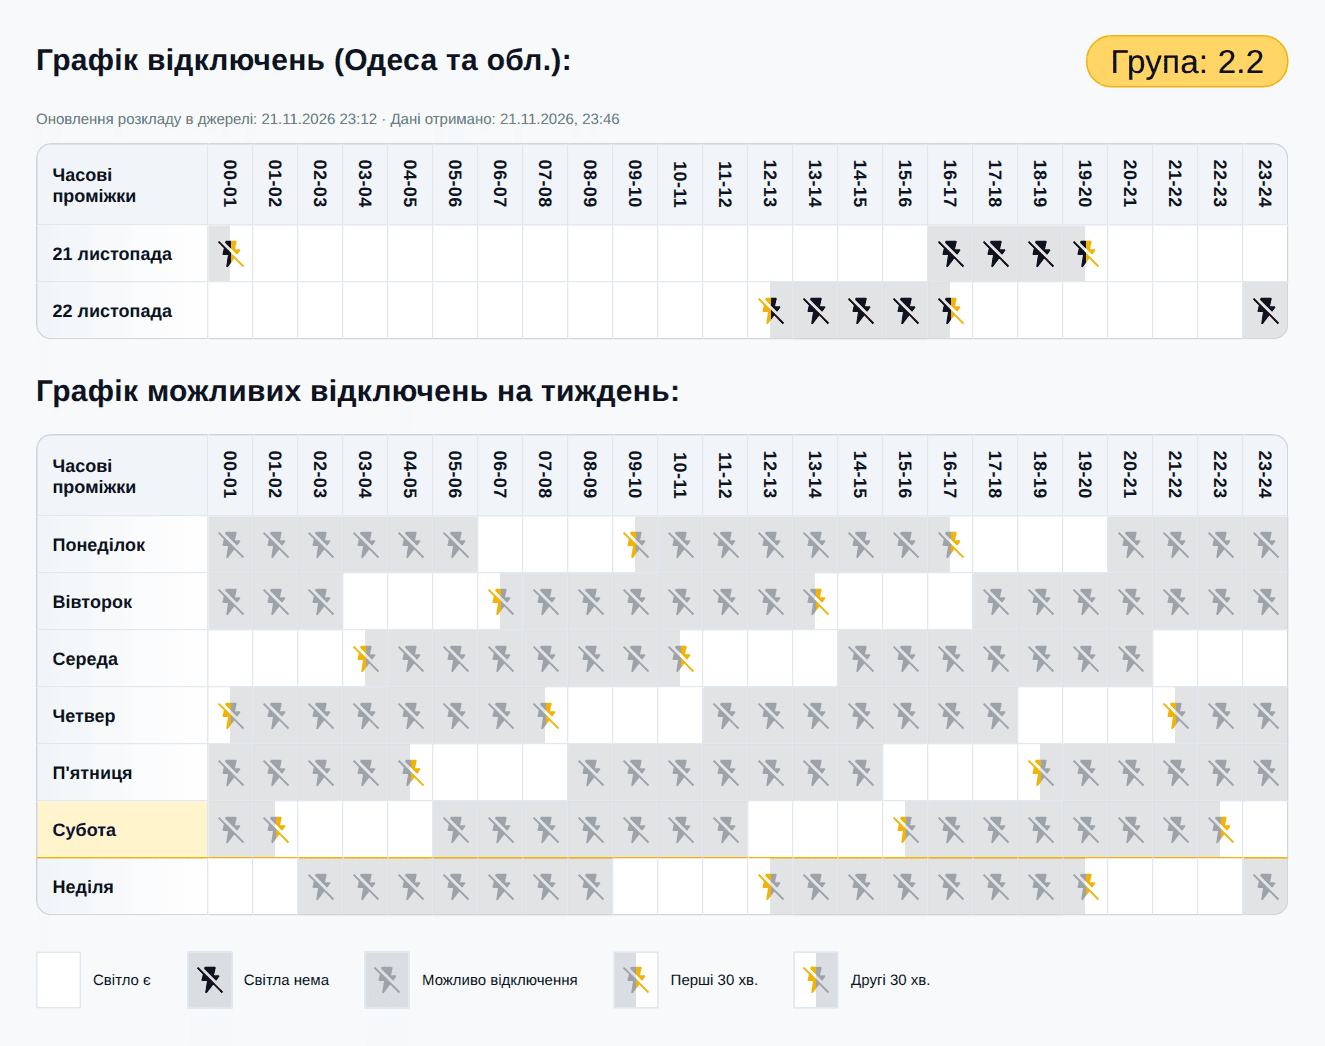 Графік відключень (Одеса та обл.):
Група: 2.2
Оновлення розкладу в джерелі: 21.11.2026 23:12 · Дані отримано: 21.11.2026, 23:46
Часові проміжки 00-01 01-02 02-03 03-04 04-05 05-06 06-07 07-08 08-09 09-10 10-11 11-12 12-13 13-14 14-15 15-16 16-17 17-18 18-19 19-20 20-21 21-22 22-23 23-24
21 листопада
22 листопада
Графік можливих відключень на тиждень:
Часові проміжки 00-01 01-02 02-03 03-04 04-05 05-06 06-07 07-08 08-09 09-10 10-11 11-12 12-13 13-14 14-15 15-16 16-17 17-18 18-19 19-20 20-21 21-22 22-23 23-24
Понеділок
Вівторок
Середа
Четвер
П'ятниця
Субота
Неділя
Світло є Світла нема Можливо відключення Перші 30 хв. Другі 30 хв.